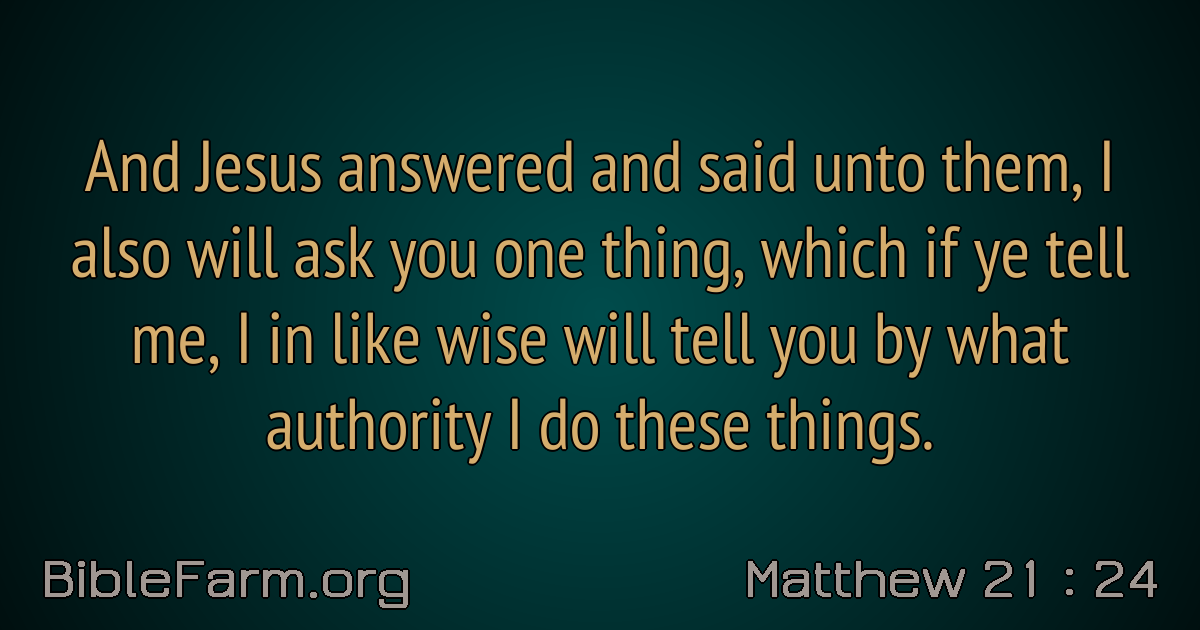 And Jesus answered and said unto them, I
also will ask you one thing, which if ye tell
me, I in like wise will tell you by what
authority I do these things.
BibleFarm.org
Matthew 21 : 24